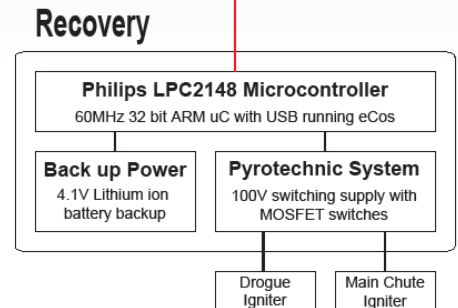 Recovery
Philips LPC2148 Microcontroller
60MHz 32 bit ARM uC with USB running eCos
Back up Power
4.1V Lithium ion
battery backup
Pyrotechnic System
100V switching supply with
MOSFET switches
Drogue
Igniter
Main Chute
Igniter